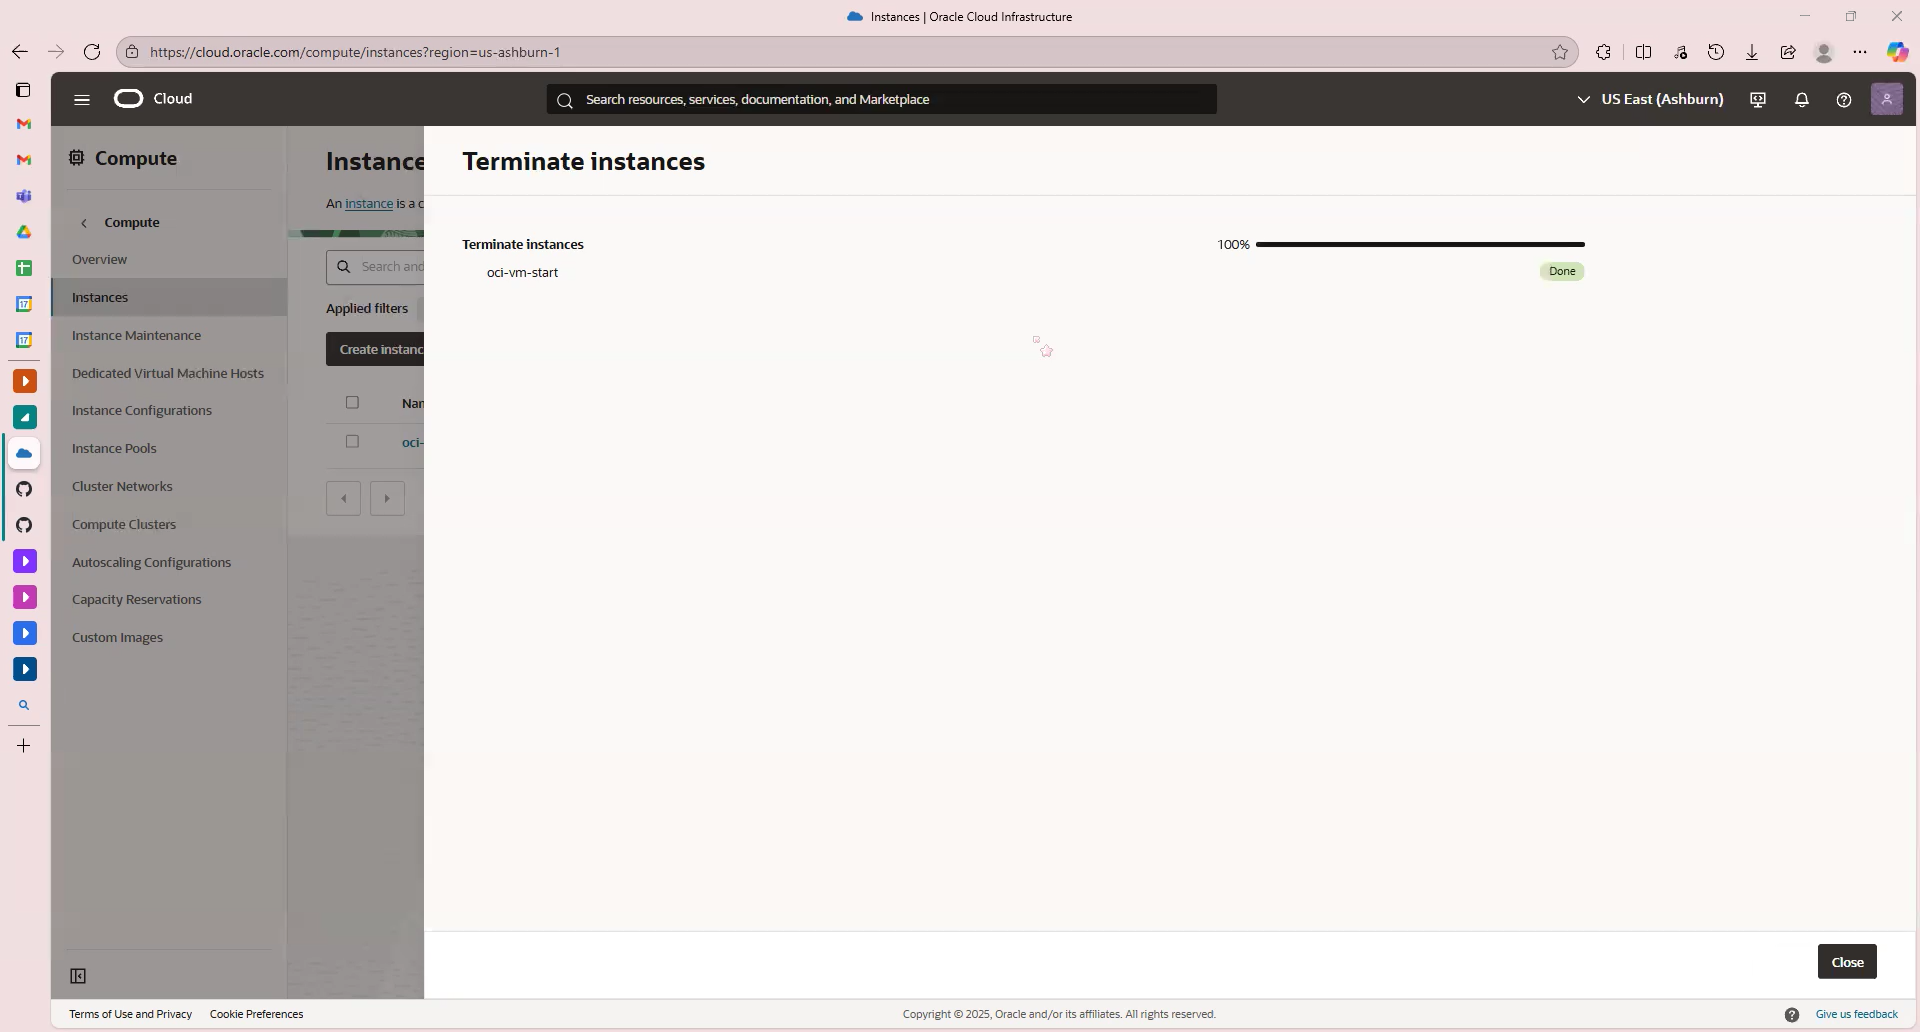 Instances | Oracle Cloud Infrastructure
https://cloud.oracle.com/compute/instances?region=us-ashburn-1
Cloud
Search resources, services, documentation, and Marketplace
US East (Ashburn)
Compute
Compute
Overview
Instances
Instance Maintenance
Dedicated Virtual Machine Hosts
Instance Configurations
Instance Pools
Cluster Networks
Compute Clusters
Autoscaling Configurations
Capacity Reservations
Custom Images
Instance
An instance is a c
Search and
Applied filters
Create instanc
Nar
oci-
Terminate instances
Terminate instances
100%
oci-vm-start
Done
Close
Terms of Use and Privacy
Cookie Preferences
Copyright © 2025, Oracle and/or its affiliates. All rights reserved.
Give us feedback